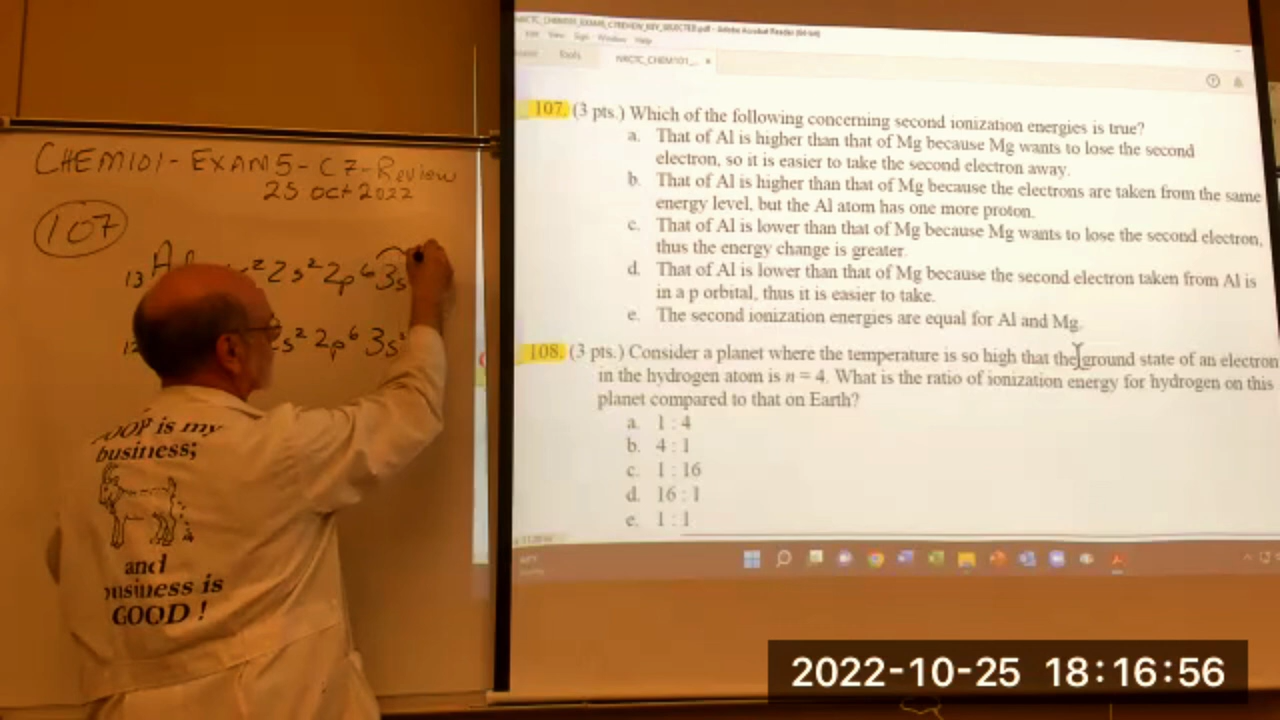 CHEM101-EXAM5-C7-Review
25 Oct 2022
107
13 Al 2 2s2 2p6 3s
2s2 2p6 3s2
OOP is my
business;
and
business is
GOOD !
Tools
107. (3 pts.) Which of the following concerning second ionization energies is true?
a. That of Al is higher than that of Mg because Mg wants to lose the second
electron, so it is easier to take the second electron away.
b. That of Al is higher than that of Mg because the electrons are taken from the same
energy level, but the Al atom has one more proton.
c. That of Al is lower than that of Mg because Mg wants to lose the second electron,
thus the energy change is greater.
d. That of Al is lower than that of Mg because the second electron taken from Al is
in a p orbital, thus it is easier to take.
e. The second ionization energies are equal for Al and Mg.
108. (3 pts.) Consider a planet where the temperature is so high that the ground state of an electron
in the hydrogen atom is n = 4. What is the ratio of ionization energy for hydrogen on this
planet compared to that on Earth?
a. 1 : 4
b. 4 : 1
c. 1 : 16
d. 16 : 1
e. 1 : 1
2022-10-25 18:16:56